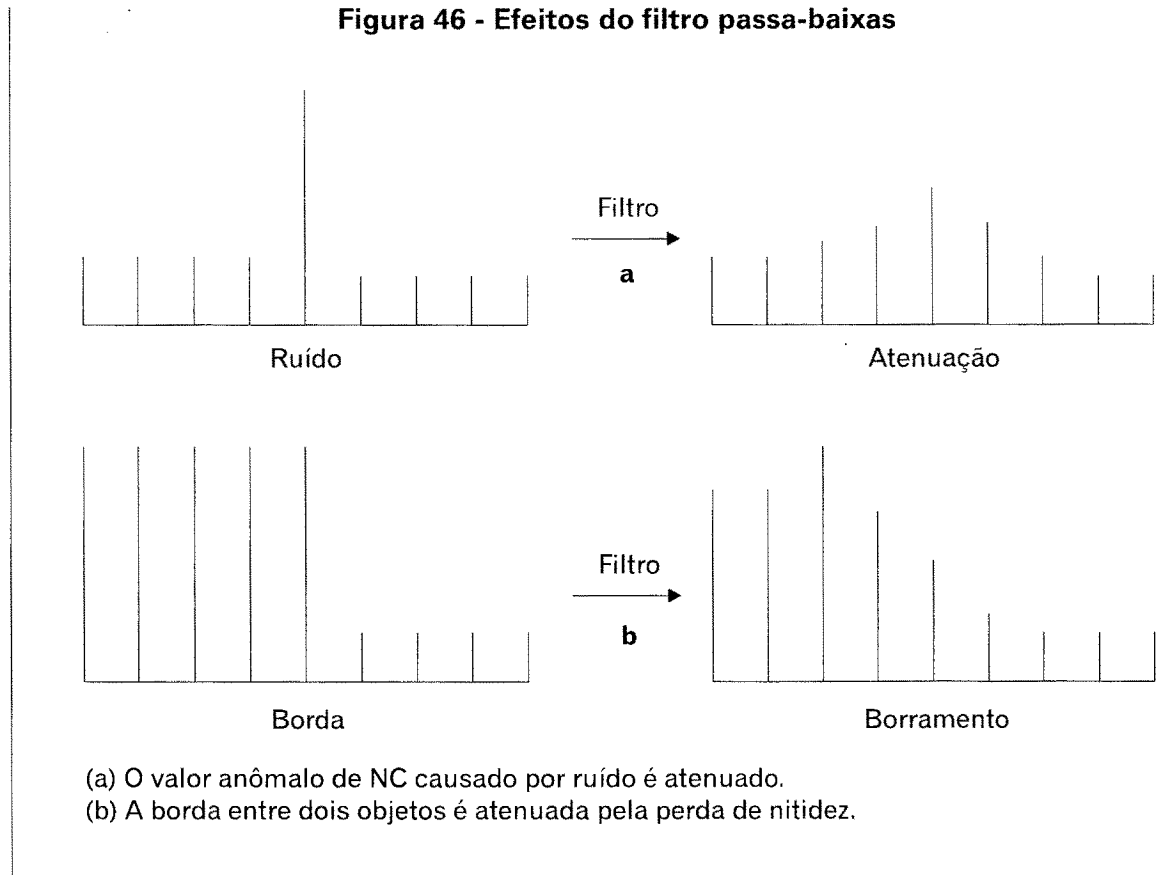 Figura 46 - Efeitos do filtro passa-baixas
Filtro
a
Ruído
Atenuação
Filtro
b
Borda
Borramento
(a) O valor anômalo de NC causado por ruído é atenuado.
(b) A borda entre dois objetos é atenuada pela perda de nitidez.